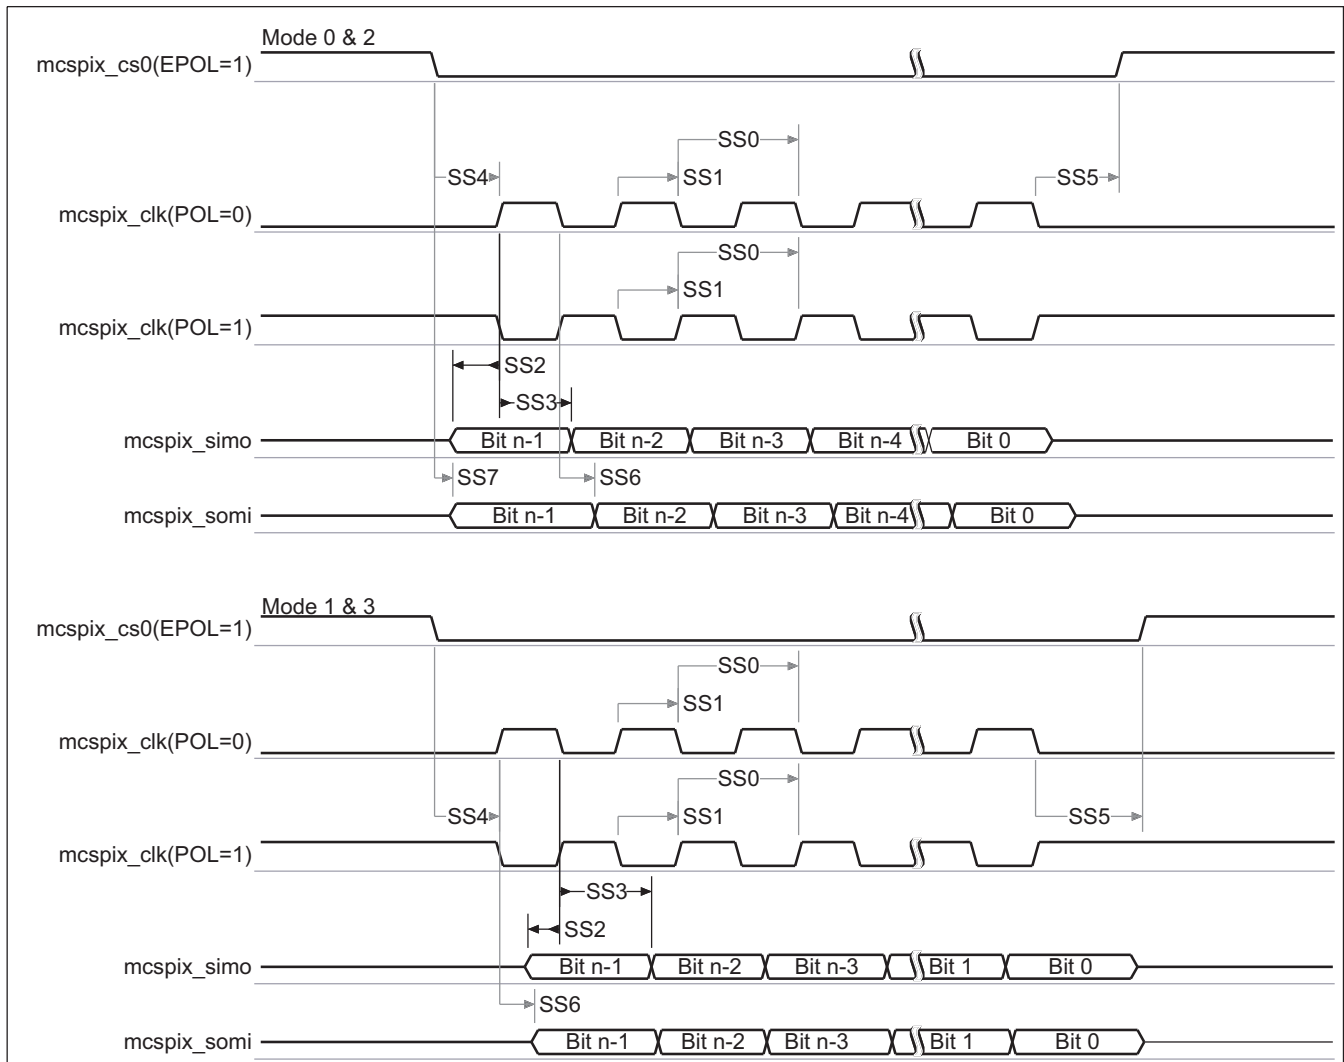 Mode 0 & 2
mcspix_cs0(EPOL=1)
SS0
SS4 SS1 SS5
mcspix_clk(POL=0)
SS0
SS1
mcspix_clk(POL=1)
SS2
SS3
mcspix_simo Bit n-1 Bit n-2 Bit n-3 Bit n-4 Bit 0
SS7 SS6
mcspix_somi Bit n-1 Bit n-2 Bit n-3 Bit n-4 Bit 0
Mode 1 & 3
mcspix_cs0(EPOL=1)
SS0
SS1
mcspix_clk(POL=0)
SS0
SS4 SS1 SS5
mcspix_clk(POL=1)
SS3
SS2
mcspix_simo Bit n-1 Bit n-2 Bit n-3 Bit 1 Bit 0
SS6
mcspix_somi Bit n-1 Bit n-2 Bit n-3 Bit 1 Bit 0